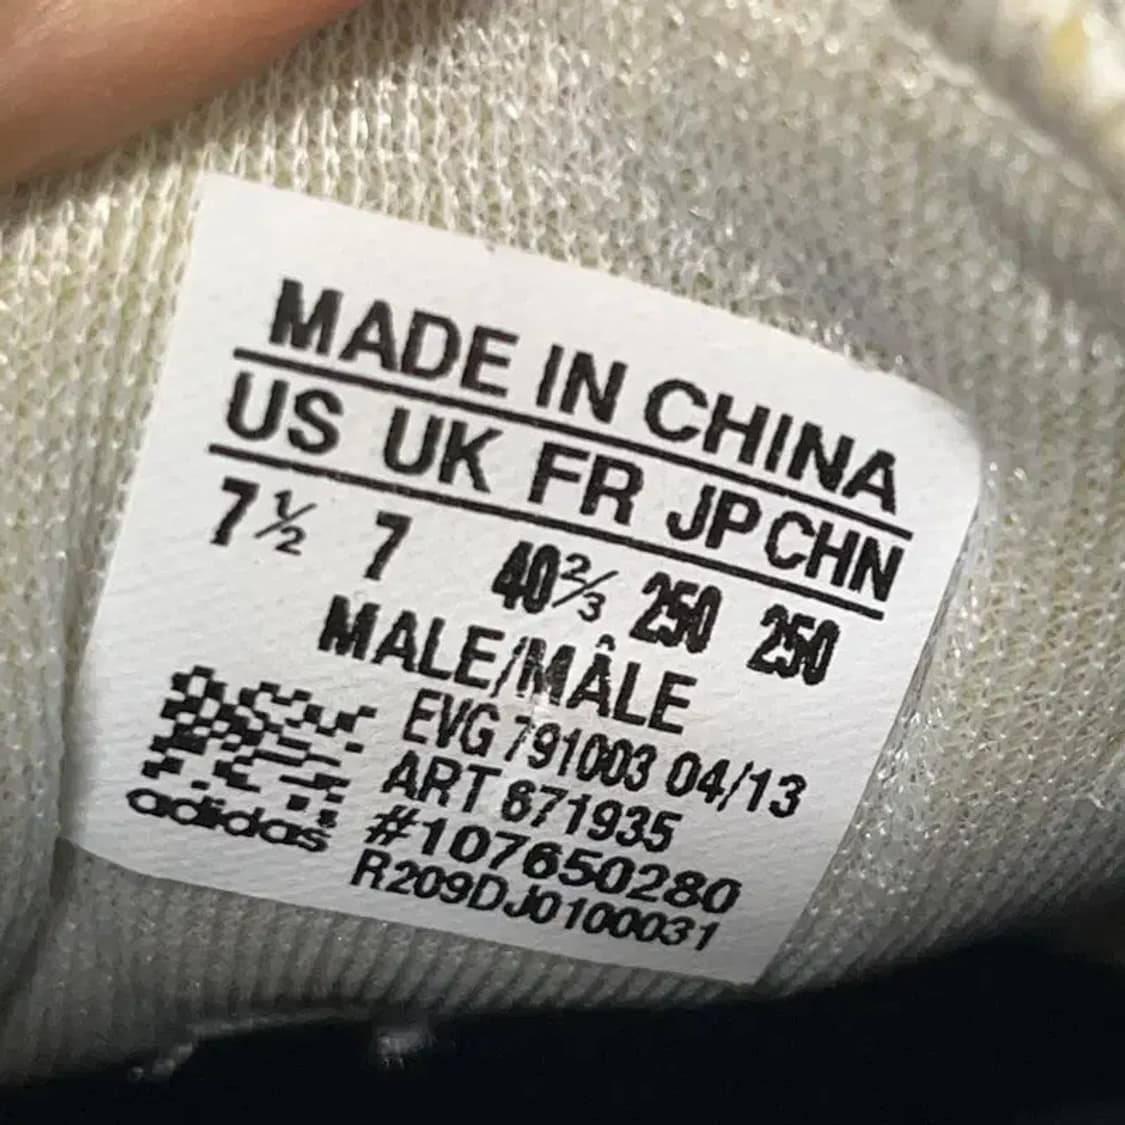 MADE IN CHINA
US UK FR JP CHN
7½ 7 40⅔ 250 250
MALE/MÂLE
EVG 791003 04/13
ART 671935
#107650280
R209DJ0100031
adidas